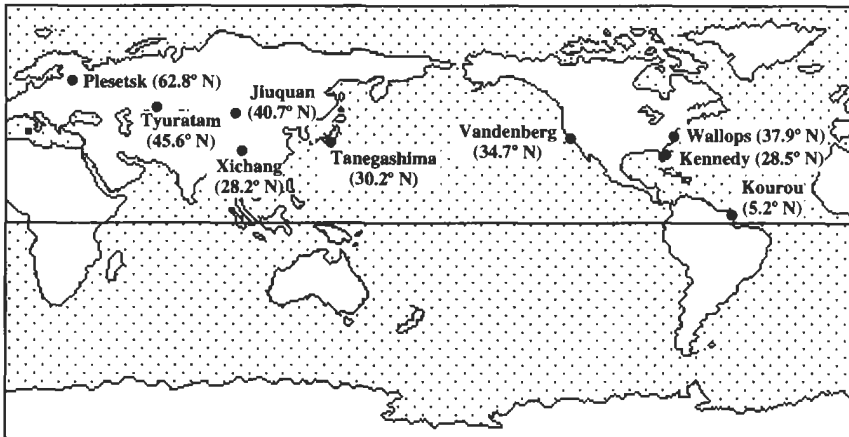 Plesetsk (62.8° N)
Jiuquan
(40.7° N)
Tyuratam
(45.6° N)
Xichang
(28.2° N)
Tanegashima
(30.2° N)
Vandenberg
(34.7° N)
Wallops (37.9° N)
Kennedy (28.5° N)
Kourou
(5.2° N)